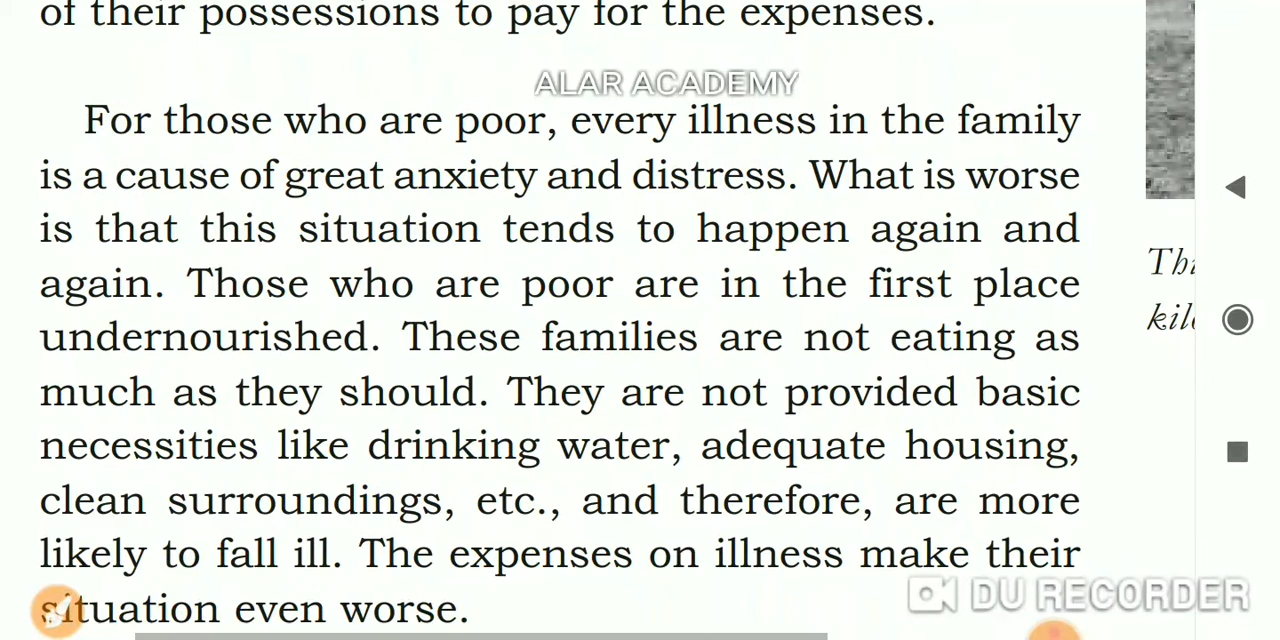 of their possessions to pay for the expenses.
ALAR ACADEMY
For those who are poor, every illness in the family
is a cause of great anxiety and distress. What is worse
is that this situation tends to happen again and
again. Those who are poor are in the first place
undernourished. These families are not eating as
much as they should. They are not provided basic
necessities like drinking water, adequate housing,
clean surroundings, etc., and therefore, are more
likely to fall ill. The expenses on illness make their
situation even worse.
DU RECORDER